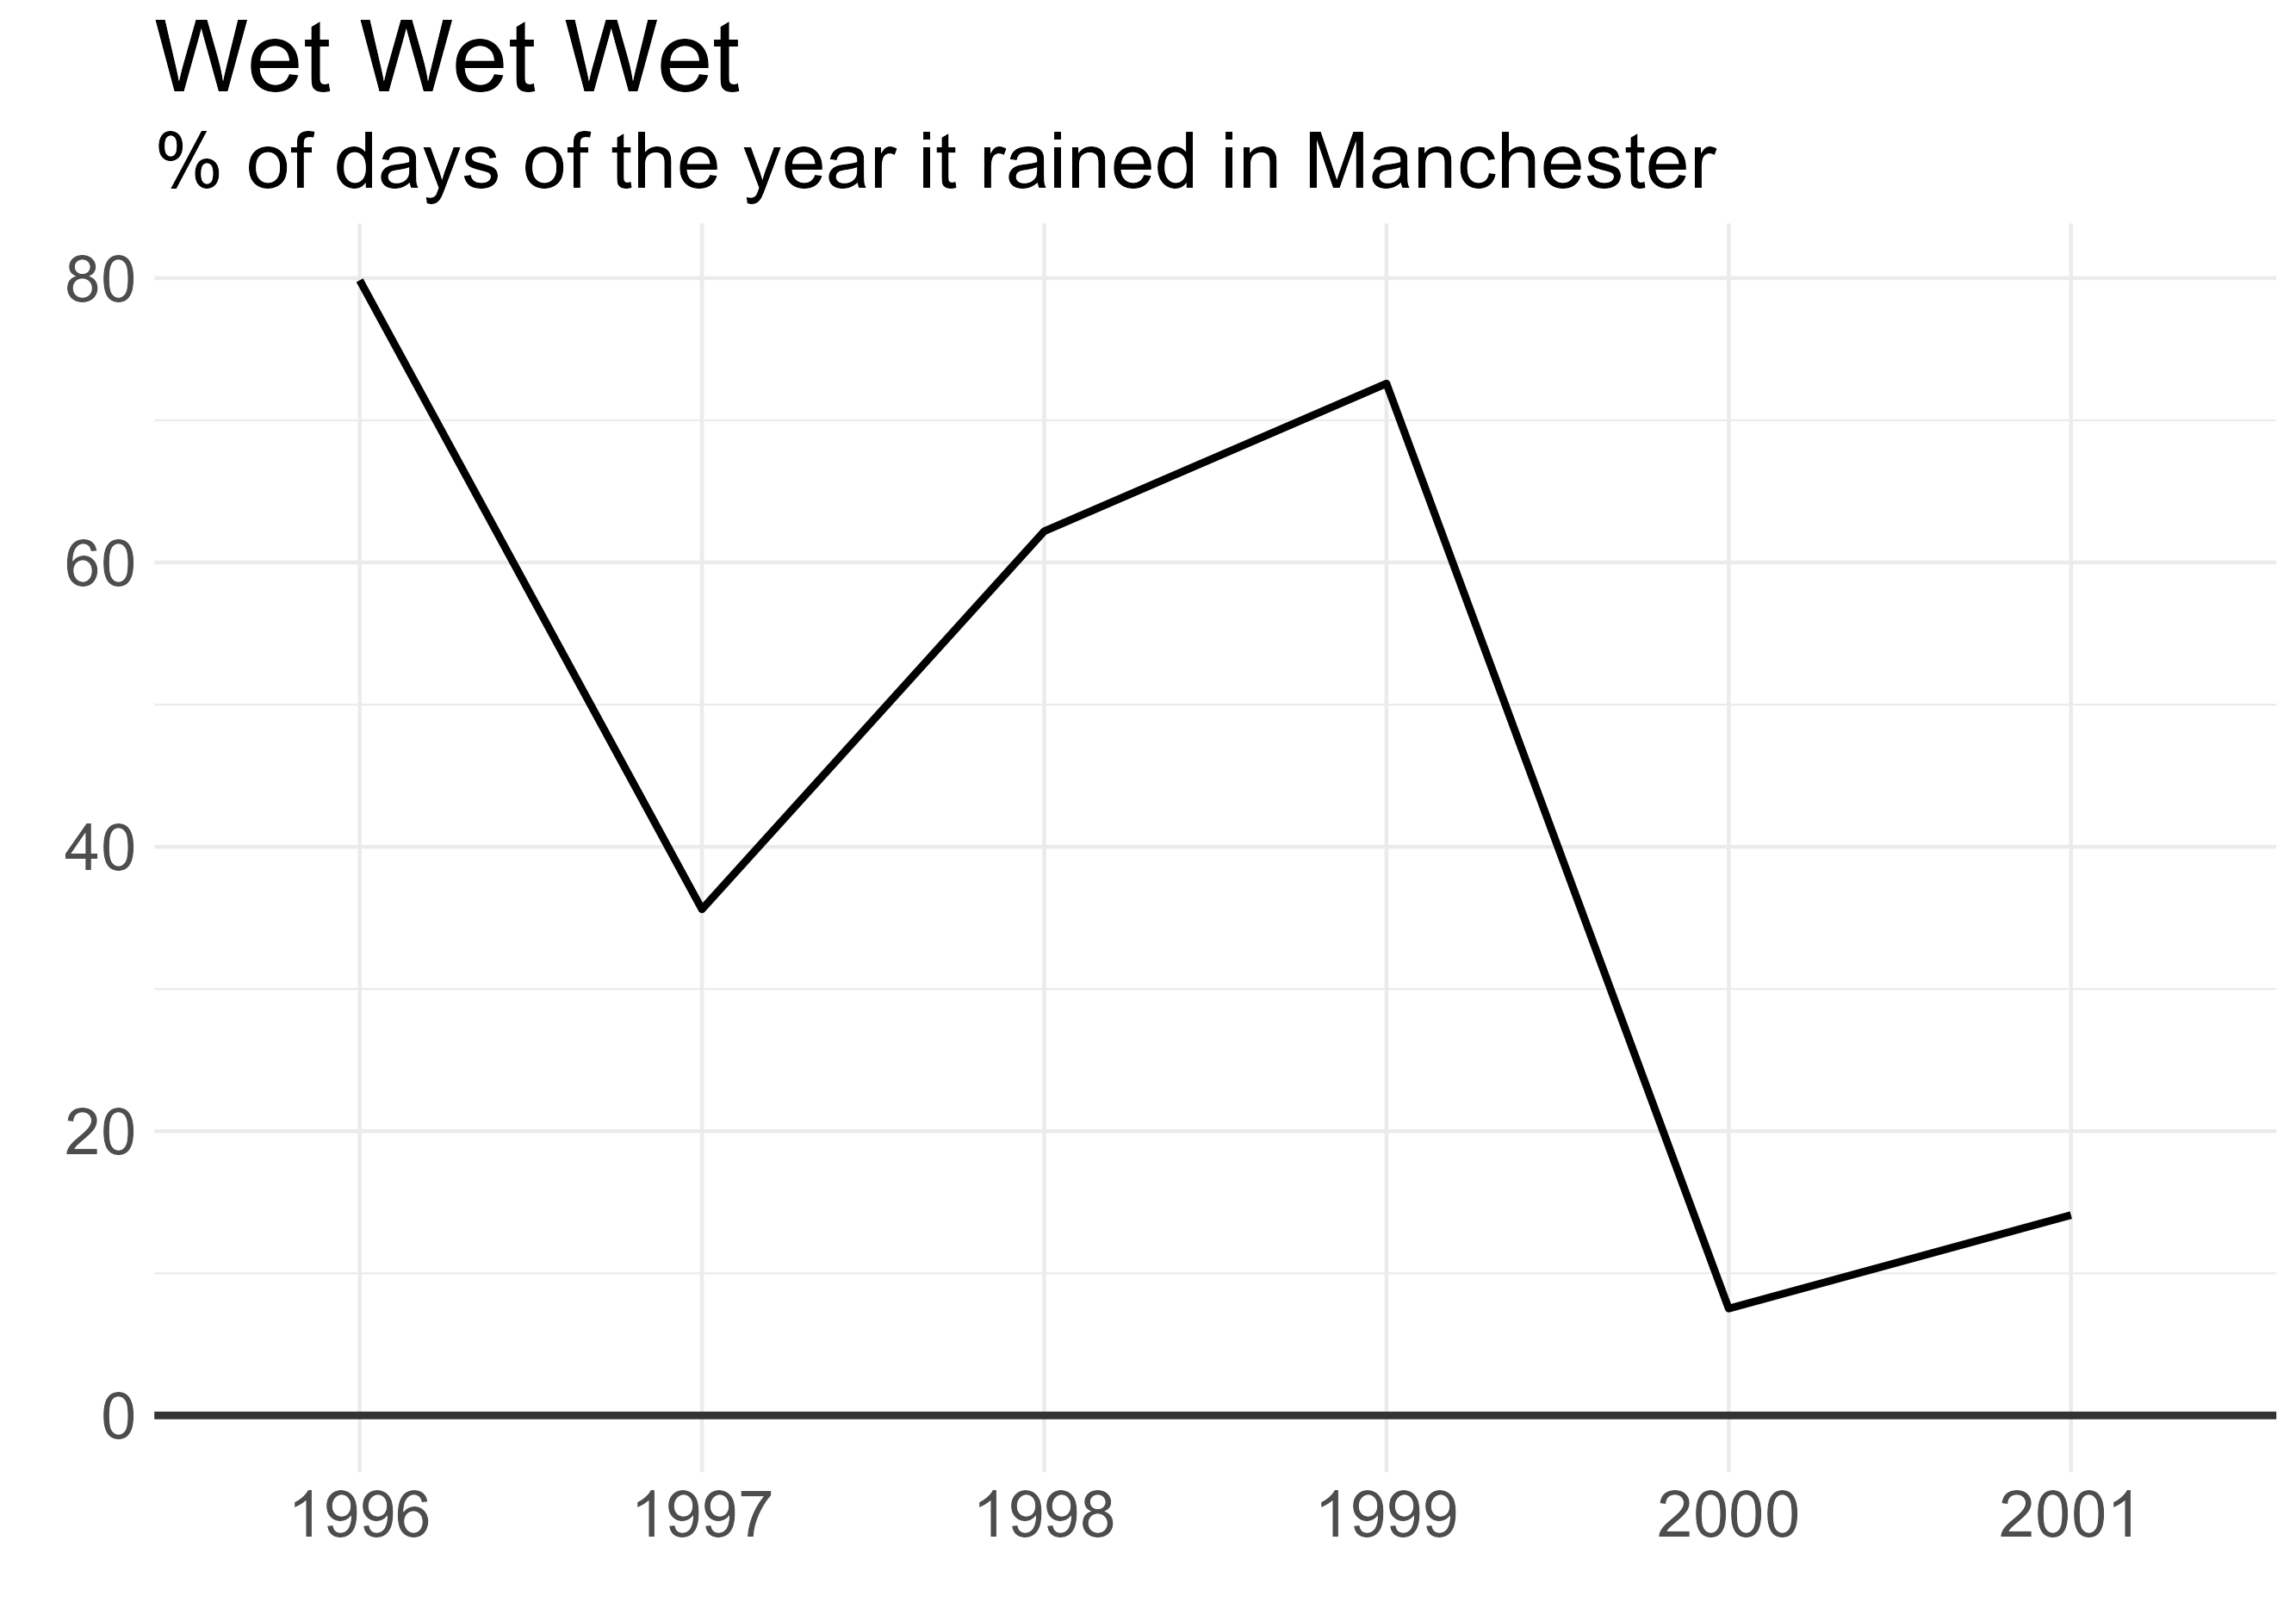 Wet Wet Wet
% of days of the year it rained in Manchester
80
60
40
20
0
1996 1997 1998 1999 2000 2001